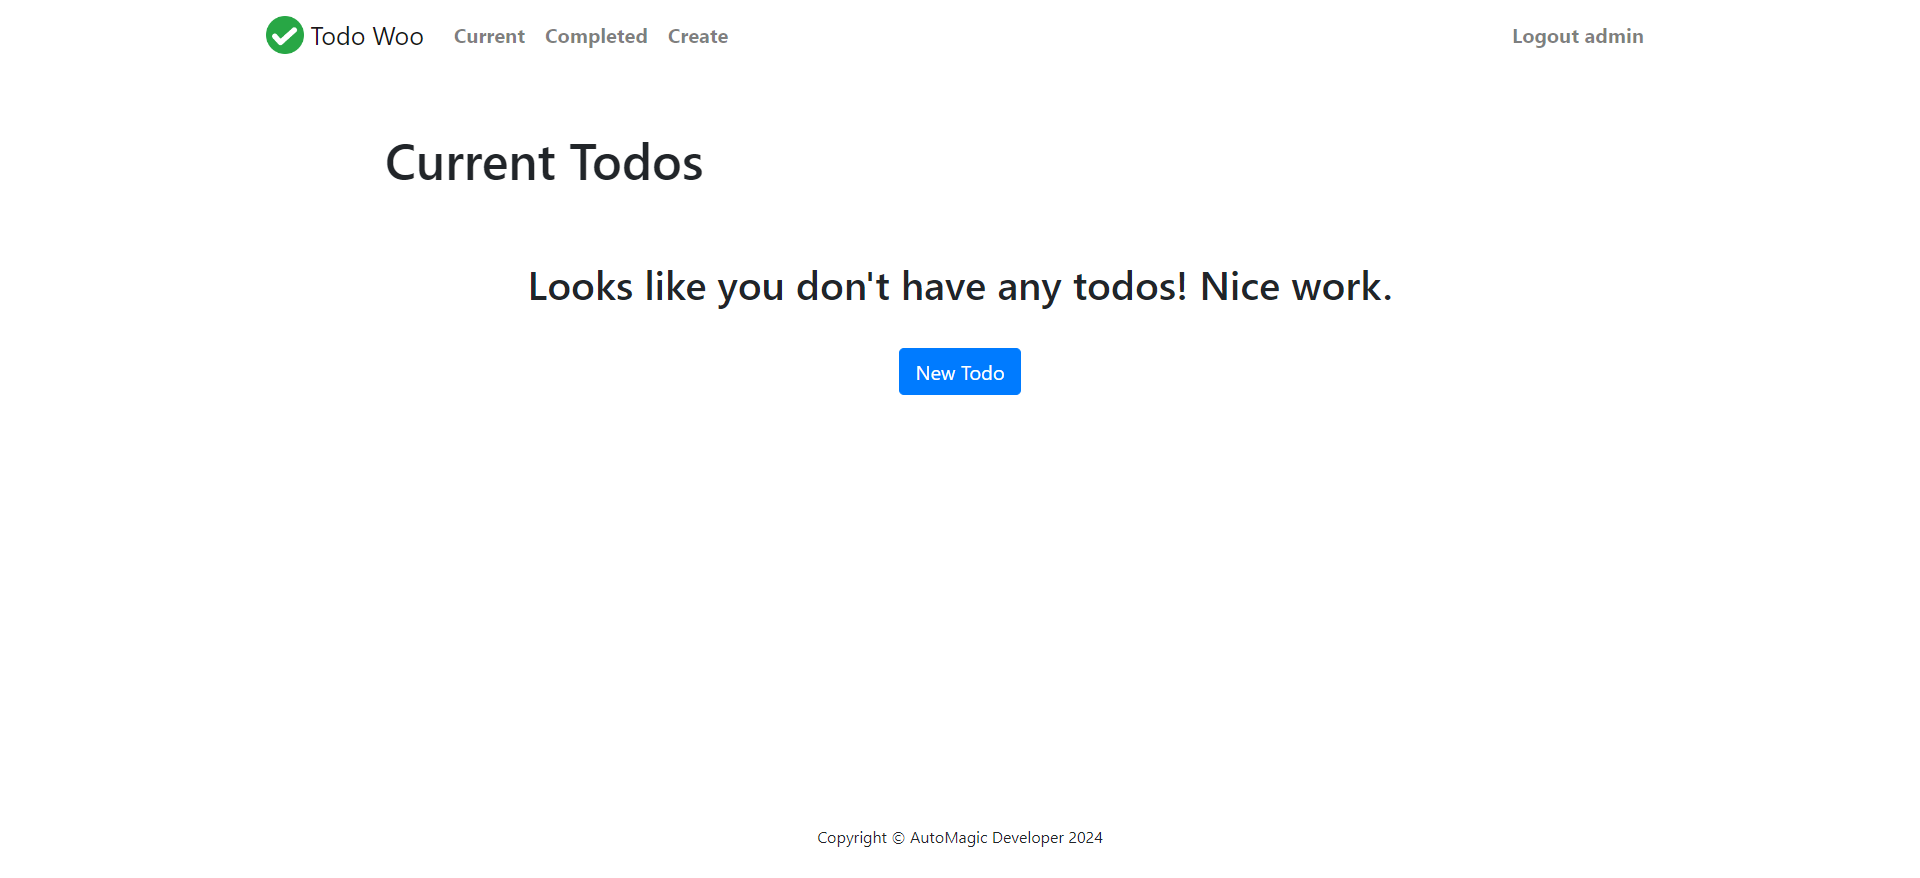 Todo Woo Current Completed Create Logout admin
Current Todos
Looks like you don't have any todos! Nice work.
New Todo
Copyright © AutoMagic Developer 2024